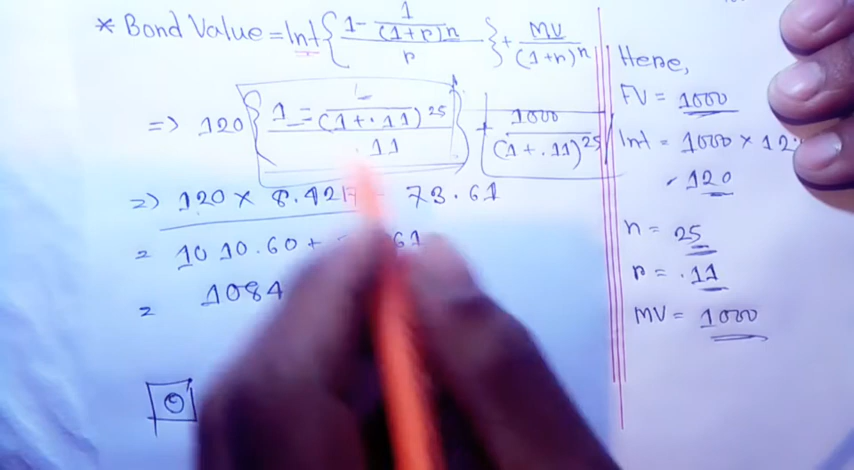 * Bond Value = Int { 1 - 1/(1+r)n / r } + MV/(1+r)^n
=> 120 { 1 - 1/(1+.11)^25 / .11 } + 1000/(1+.11)^25
=> 120 × 8.421 73.61
= 1010.60 + 61
= 1084
Here,
FV = 1000
Int = 1000 × 12
120
n = 25
r = .11
MV = 1000